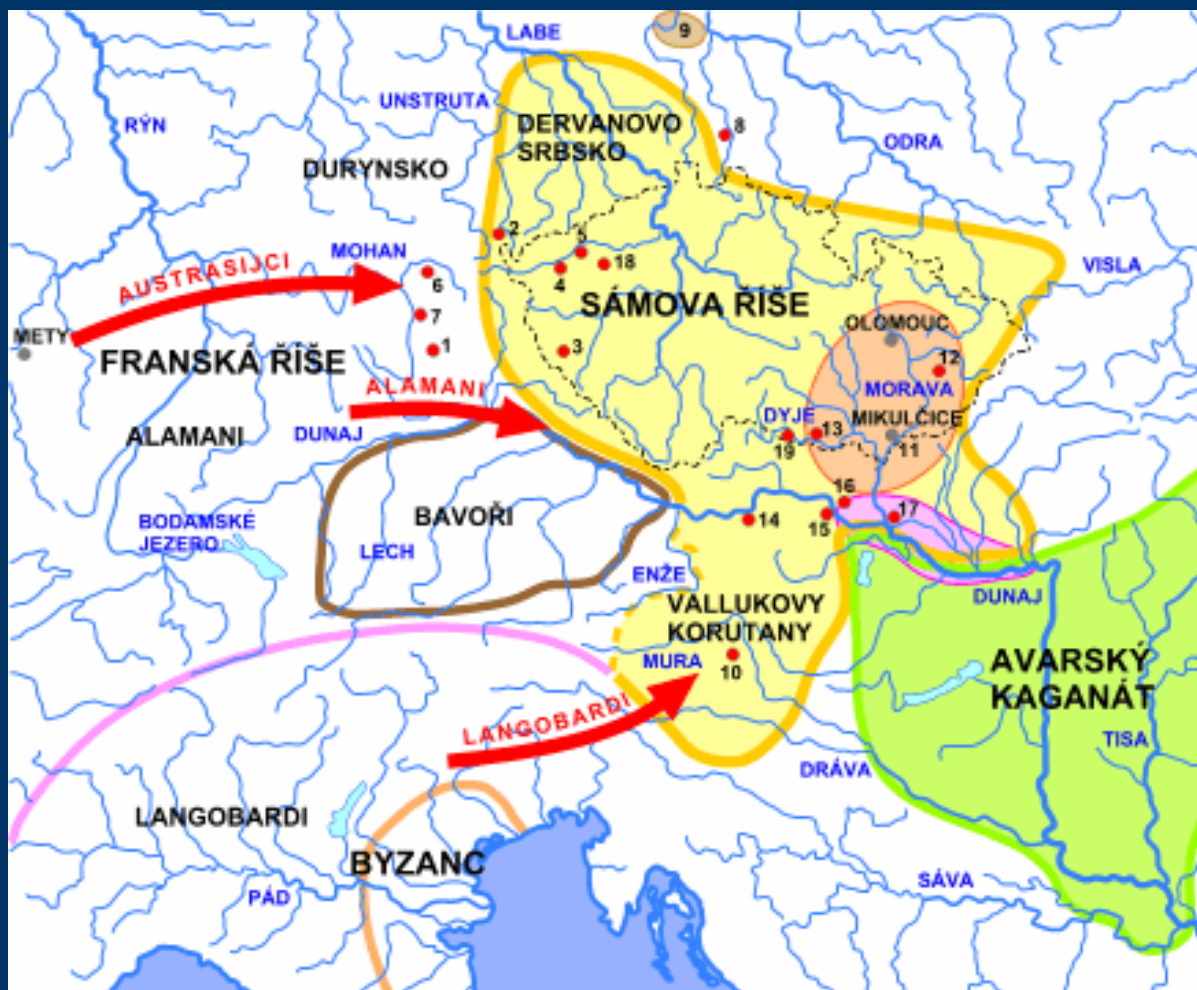 LABE
9
UNSTRUTA
RÝN
DERVANOVO
SRBSKO
8
ODRA
DURYNSKO
2
MOHAN
5
18
4
VISLA
AUSTRASIJCI
6
SÁMOVA ŘÍŠE
7
OLOMOUC
METY
FRANSKÁ ŘÍŠE
1
3
12
ALAMANI
MORAVA
DYJE
MIKULČICE
ALAMANI
DUNAJ
13
19
11
16
BAVOŘI
14
15
17
BODAMSKÉ
JEZERO
LECH
ENŽE
DUNAJ
VALLUKOVY
KORUTANY
MURA
10
AVARSKÝ
KAGANÁT
LANGOBARDI
TISA
DRÁVA
LANGOBARDI
BYZANC
PÁD
SÁVA